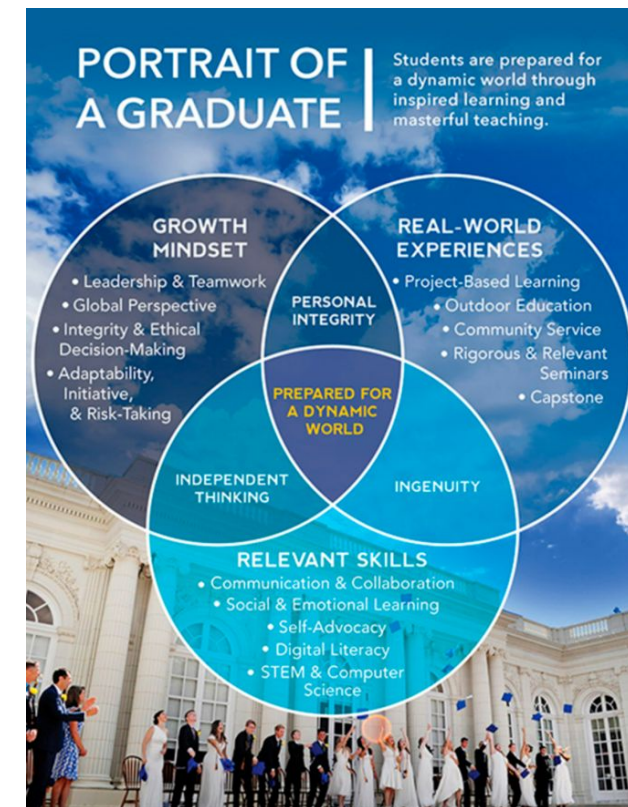 PORTRAIT OF
A GRADUATE
Students are prepared for
a dynamic world through
inspired learning and
masterful teaching.
GROWTH
MINDSET
• Leadership & Teamwork
• Global Perspective
• Integrity & Ethical
Decision-Making
• Adaptability,
Initiative,
& Risk-Taking
PERSONAL
INTEGRITY
REAL-WORLD
EXPERIENCES
• Project-Based Learning
• Outdoor Education
• Community Service
• Rigorous & Relevant
Seminars
• Capstone
PREPARED FOR
A DYNAMIC
WORLD
INDEPENDENT
THINKING
INGENUITY
RELEVANT SKILLS
• Communication & Collaboration
• Social & Emotional Learning
• Self-Advocacy
• Digital Literacy
• STEM & Computer
Science